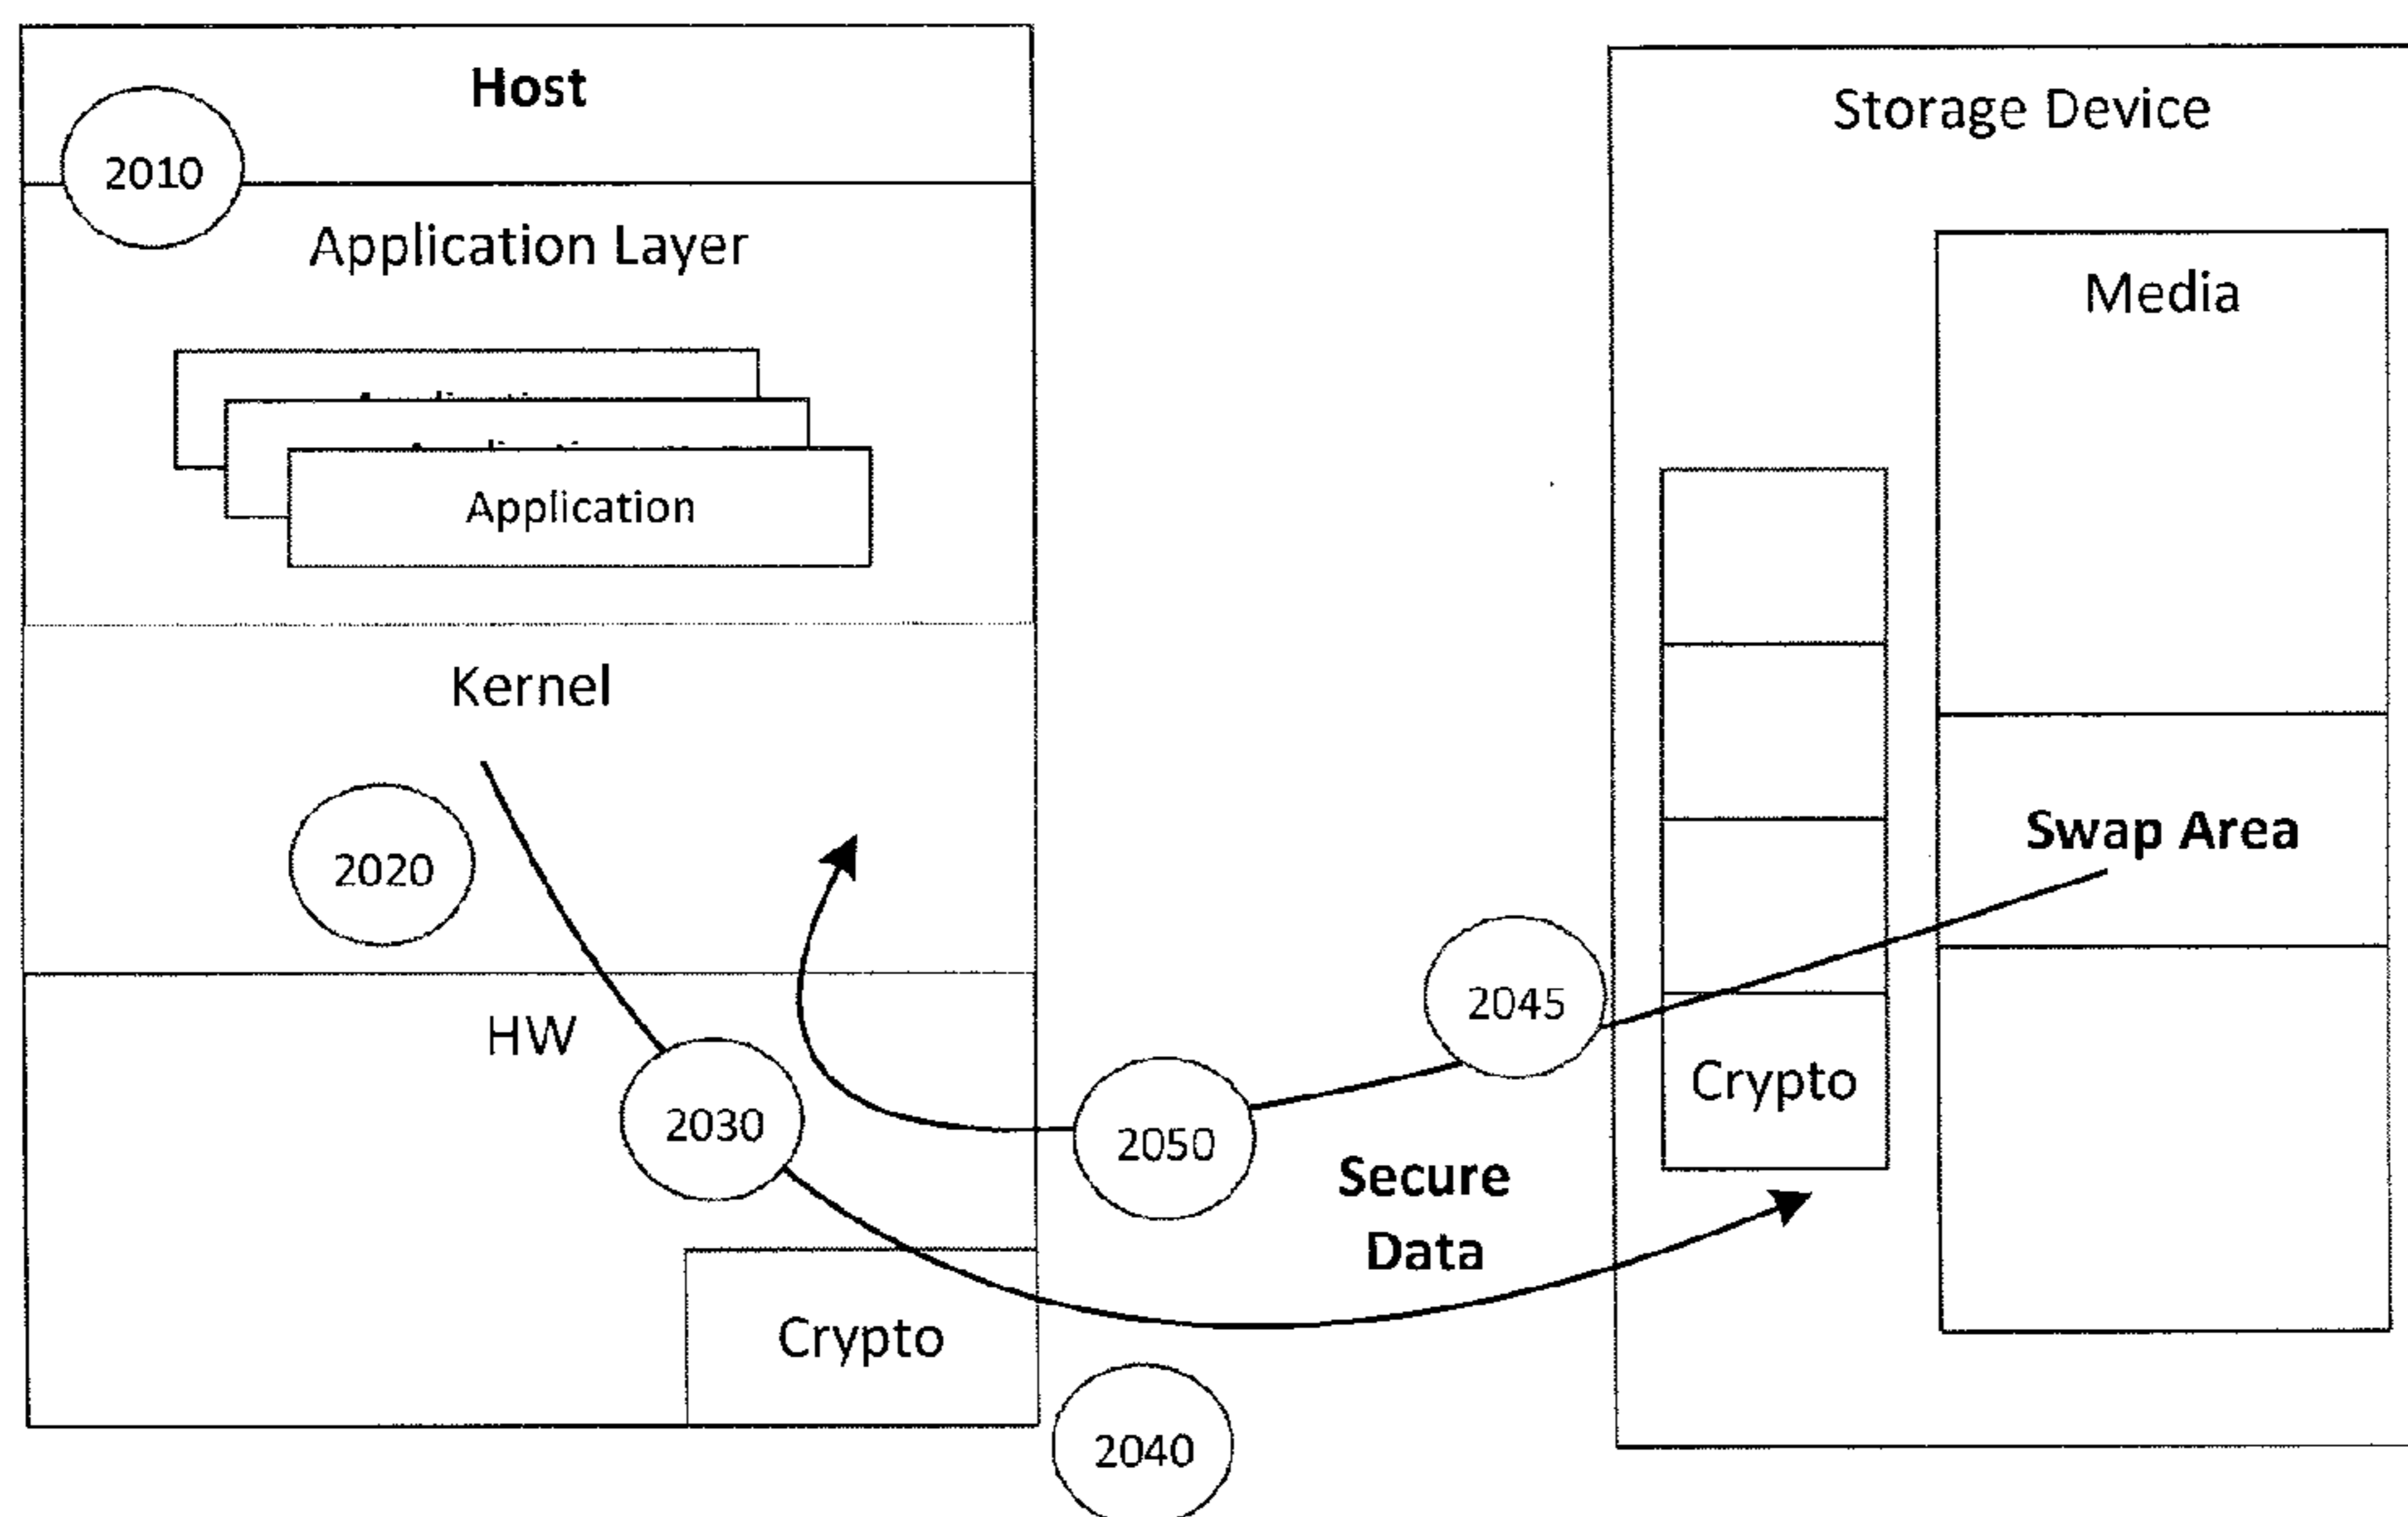 Host
2010
Application Layer
Application
Kernel
2020
HW
2030
Crypto
2040
2050
2045
Secure
Data
Storage Device
Media
Swap Area
Crypto